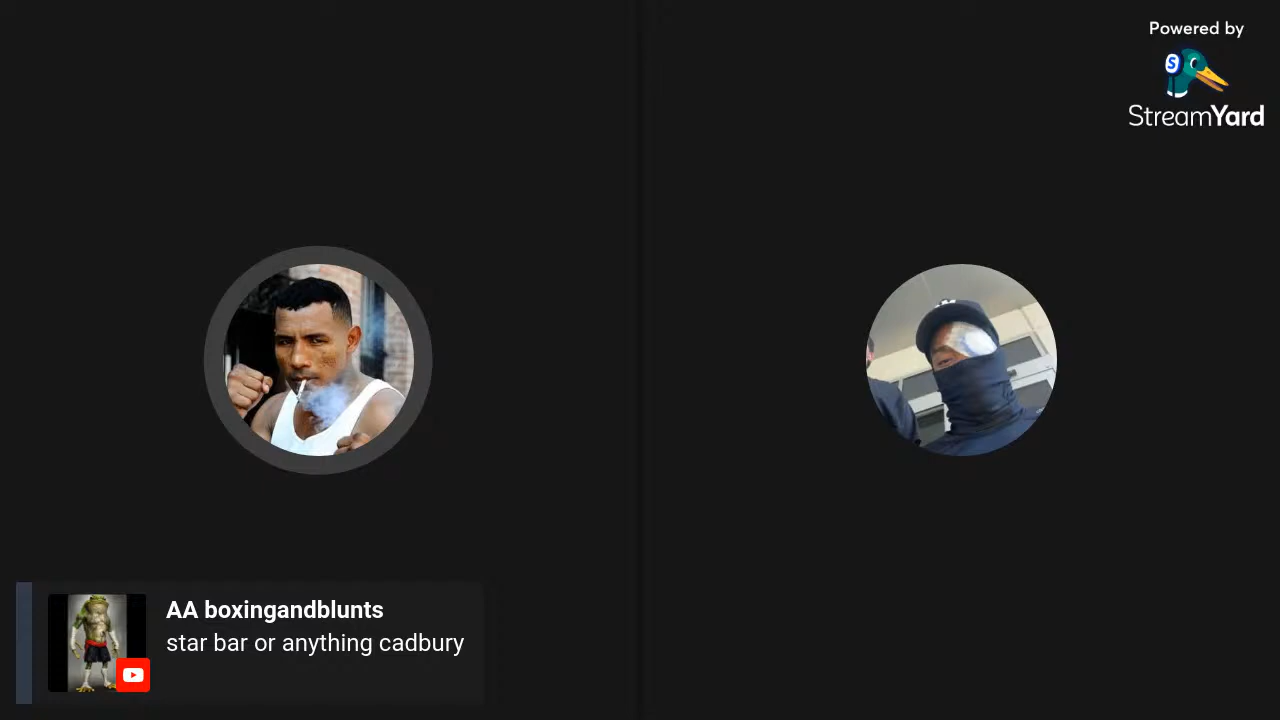 Powered by
S
StreamYard
AA boxingandblunts
star bar or anything cadbury